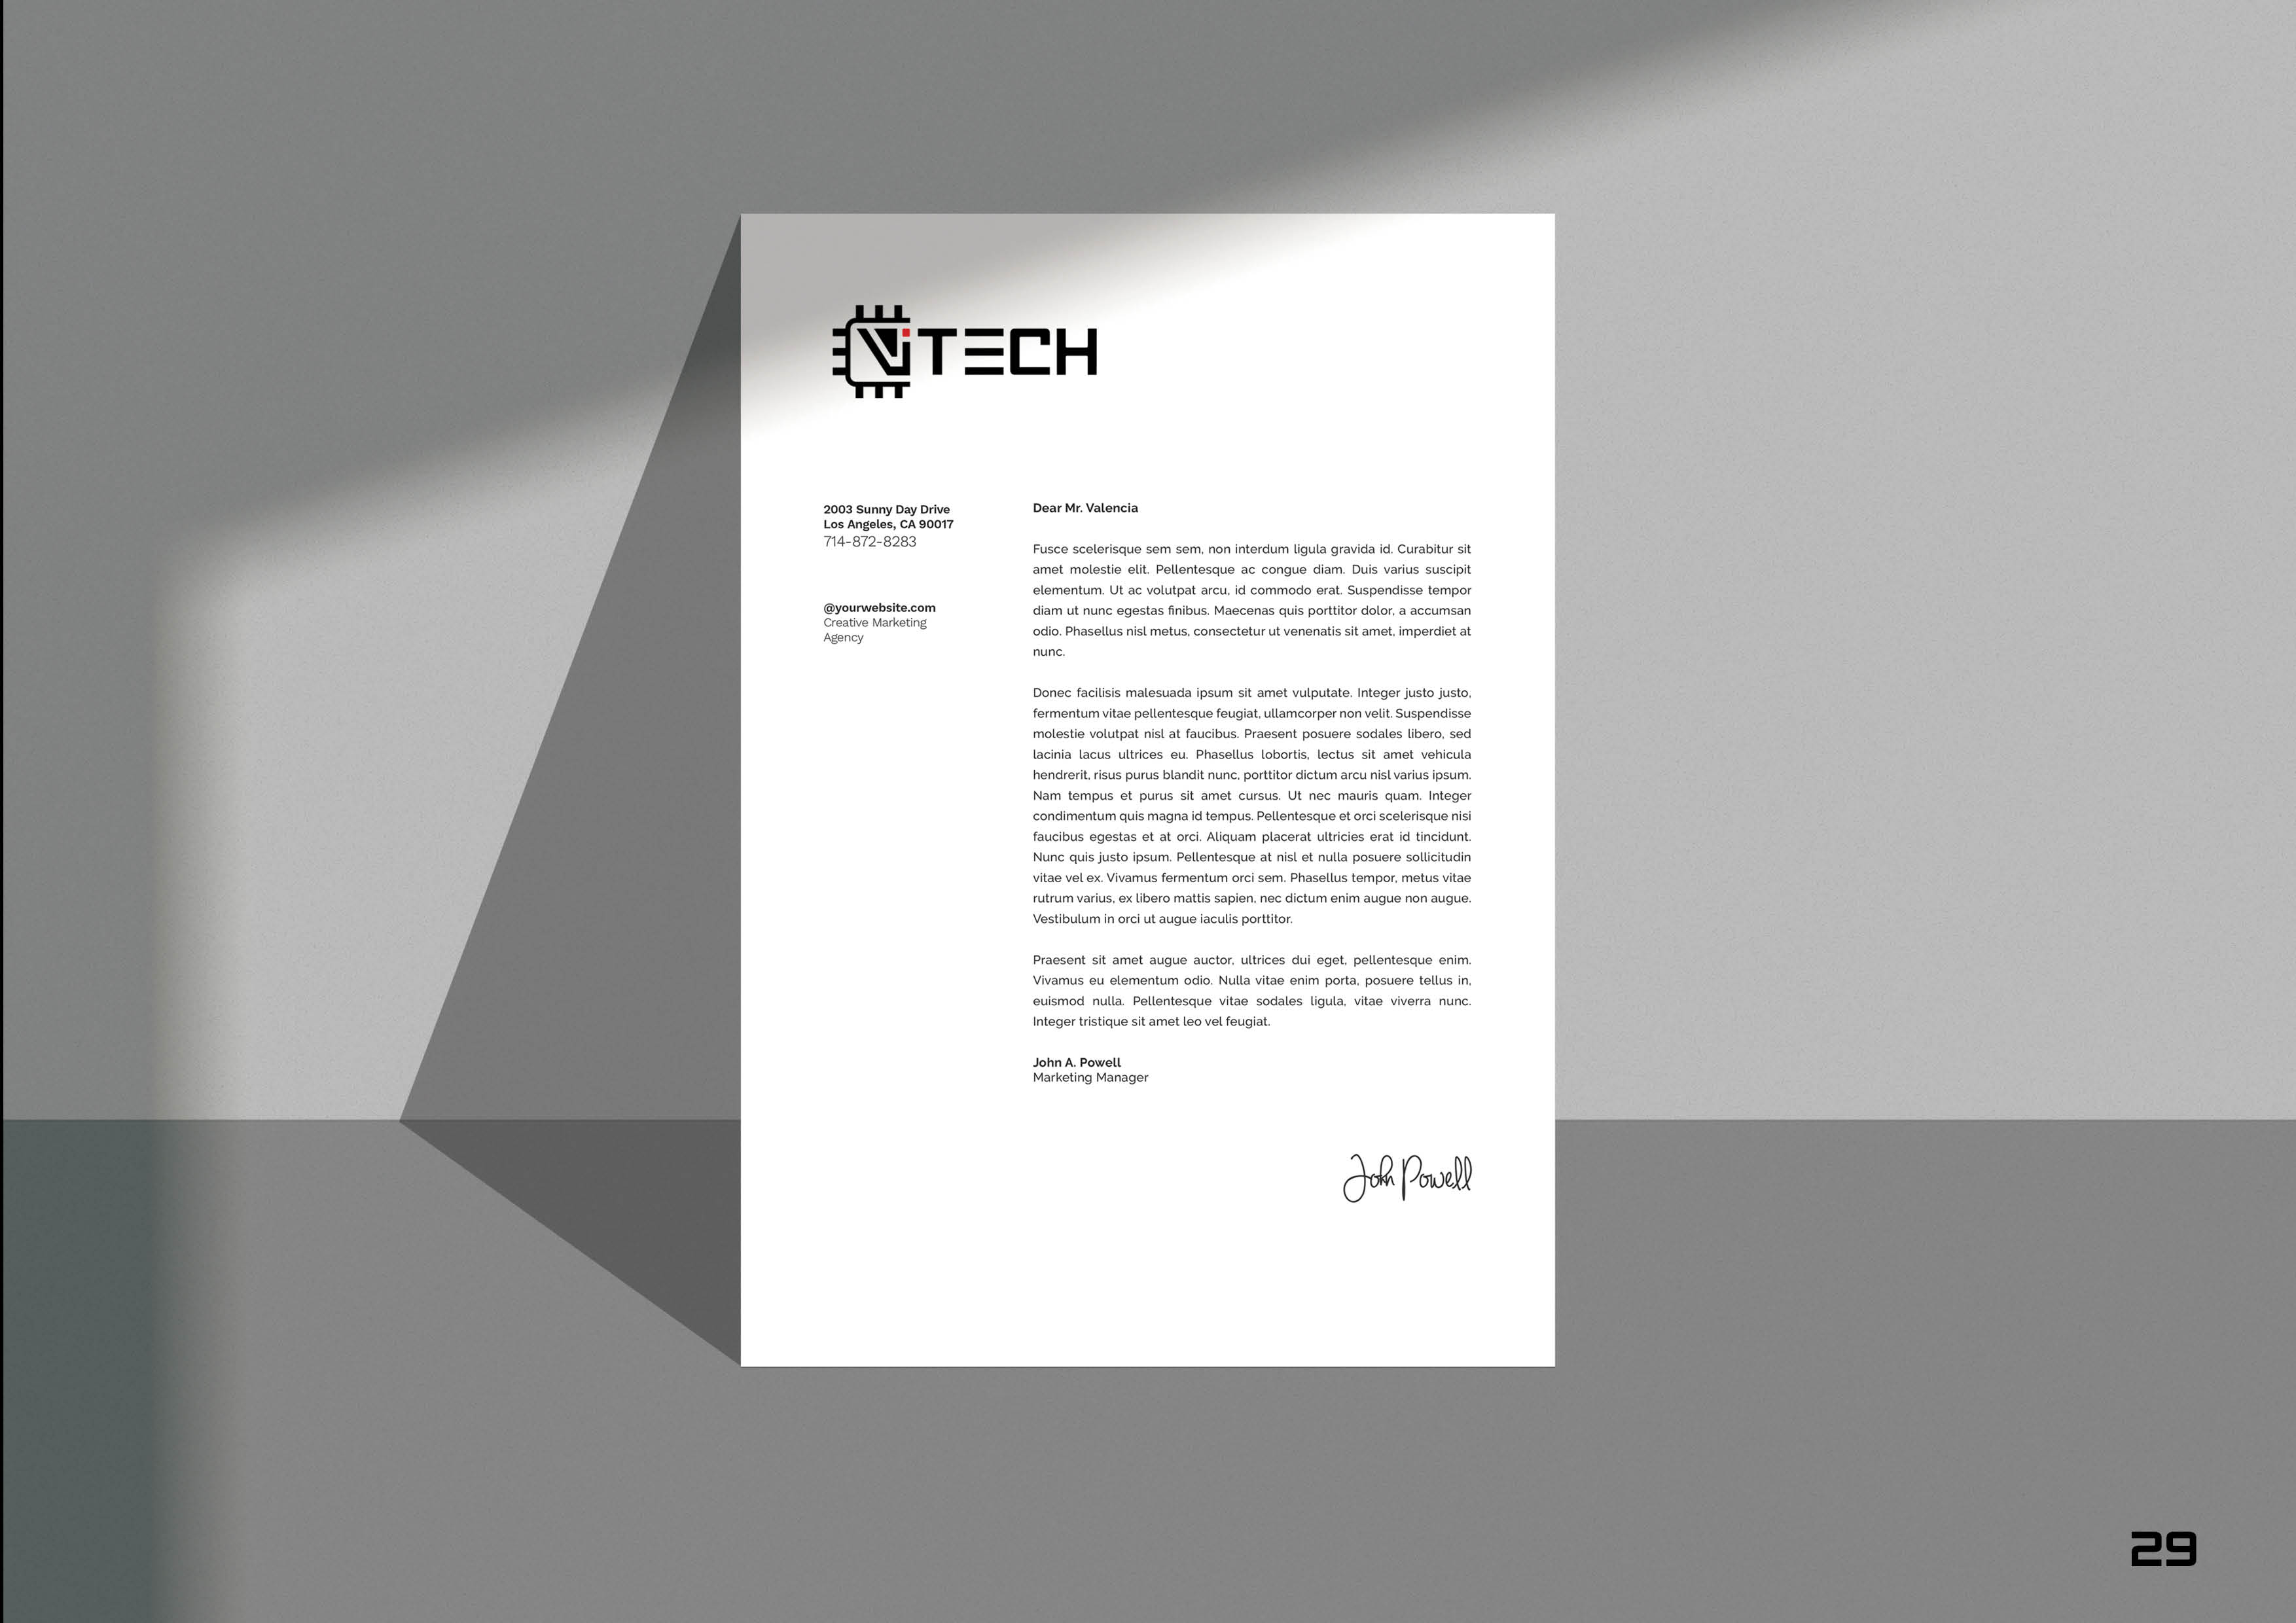 ViTECH
2003 Sunny Day Drive
Los Angeles, CA 90017
714-872-8283
@yourwebsite.com
Creative Marketing
Agency
Dear Mr. Valencia
Fusce scelerisque sem sem, non interdum ligula gravida id. Curabitur sit
amet molestie elit. Pellentesque ac congue diam. Duis varius suscipit
elementum. Ut ac volutpat arcu, id commodo erat. Suspendisse tempor
diam ut nunc egestas finibus. Maecenas quis porttitor dolor, a accumsan
odio. Phasellus nisl metus, consectetur ut venenatis sit amet, imperdiet at
nunc.
Donec facilisis malesuada ipsum sit amet vulputate. Integer justo justo,
fermentum vitae pellentesque feugiat, ullamcorper non velit. Suspendisse
molestie volutpat nisl at faucibus. Praesent posuere sodales libero, sed
lacinia lacus ultrices eu. Phasellus lobortis, lectus sit amet vehicula
hendrerit, risus purus blandit nunc, porttitor dictum arcu nisl varius ipsum.
Nam tempus et purus sit amet cursus. Ut nec mauris quam. Integer
condimentum quis magna id tempus. Pellentesque et orci scelerisque nisi
faucibus egestas et at orci. Aliquam placerat ultricies erat id tincidunt.
Nunc quis justo ipsum. Pellentesque at nisl et nulla posuere sollicitudin
vitae vel ex. Vivamus fermentum orci sem. Phasellus tempor, metus vitae
rutrum varius, ex libero mattis sapien, nec dictum enim augue non augue.
Vestibulum in orci ut augue iaculis porttitor.
Praesent sit amet augue auctor, ultrices dui eget, pellentesque enim.
Vivamus eu elementum odio. Nulla vitae enim porta, posuere tellus in,
euismod nulla. Pellentesque vitae sodales ligula, vitae viverra nunc.
Integer tristique sit amet leo vel feugiat.
John A. Powell
Marketing Manager
John Powell
29